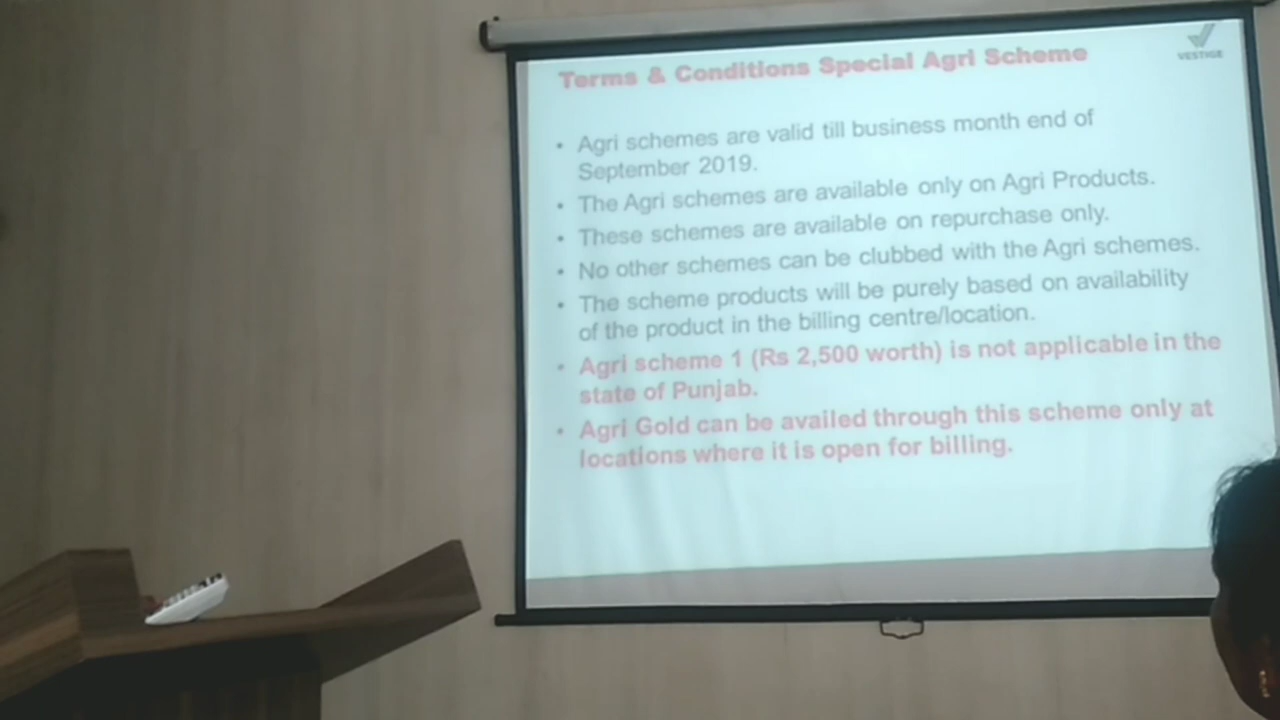 VESTIGE
Terms & Conditions Special Agri Scheme
• Agri schemes are valid till business month end of
September 2019.
• The Agri schemes are available only on Agri Products.
• These schemes are available on repurchase only.
• No other schemes can be clubbed with the Agri schemes.
• The scheme products will be purely based on availability
of the product in the billing centre/location.
• Agri scheme 1 (Rs 2,500 worth) is not applicable in the
state of Punjab.
• Agri Gold can be availed through this scheme only at
locations where it is open for billing.